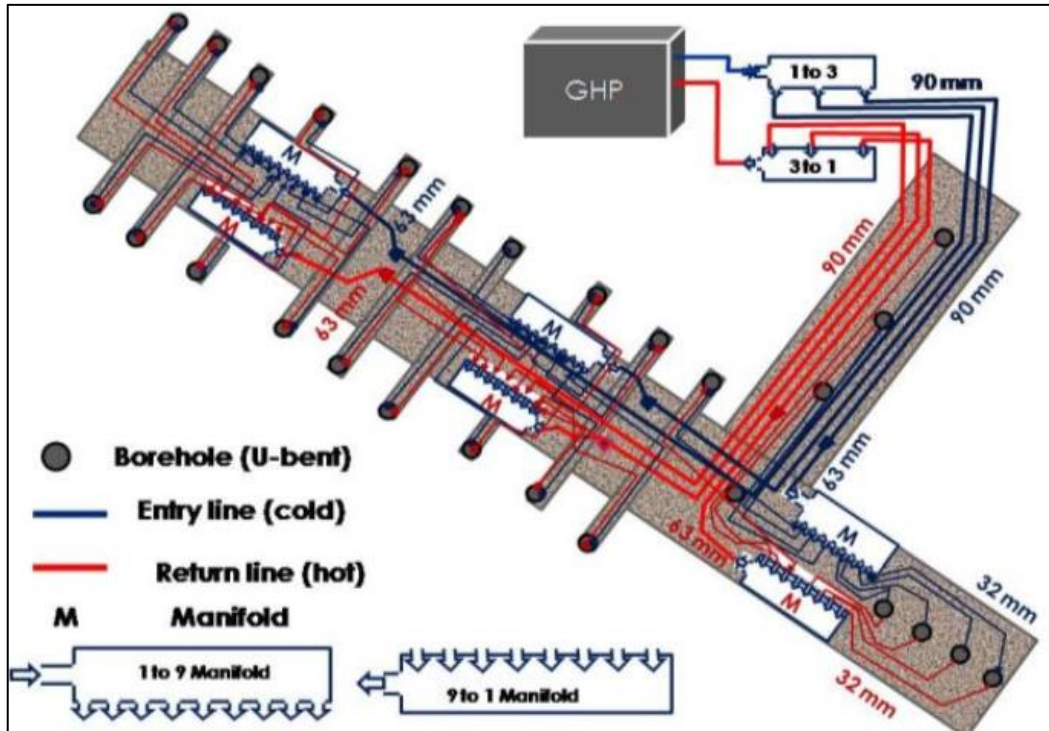 GHP
1 to 3
90 mm
3 to 1
M
63 mm
M
90 mm
90 mm
63 mm
M
M
63 mm
M
63 mm
M
32 mm
32 mm
Borehole (U-bent)
Entry line (cold)
Return line (hot)
M Manifold
1 to 9 Manifold
9 to 1 Manifold